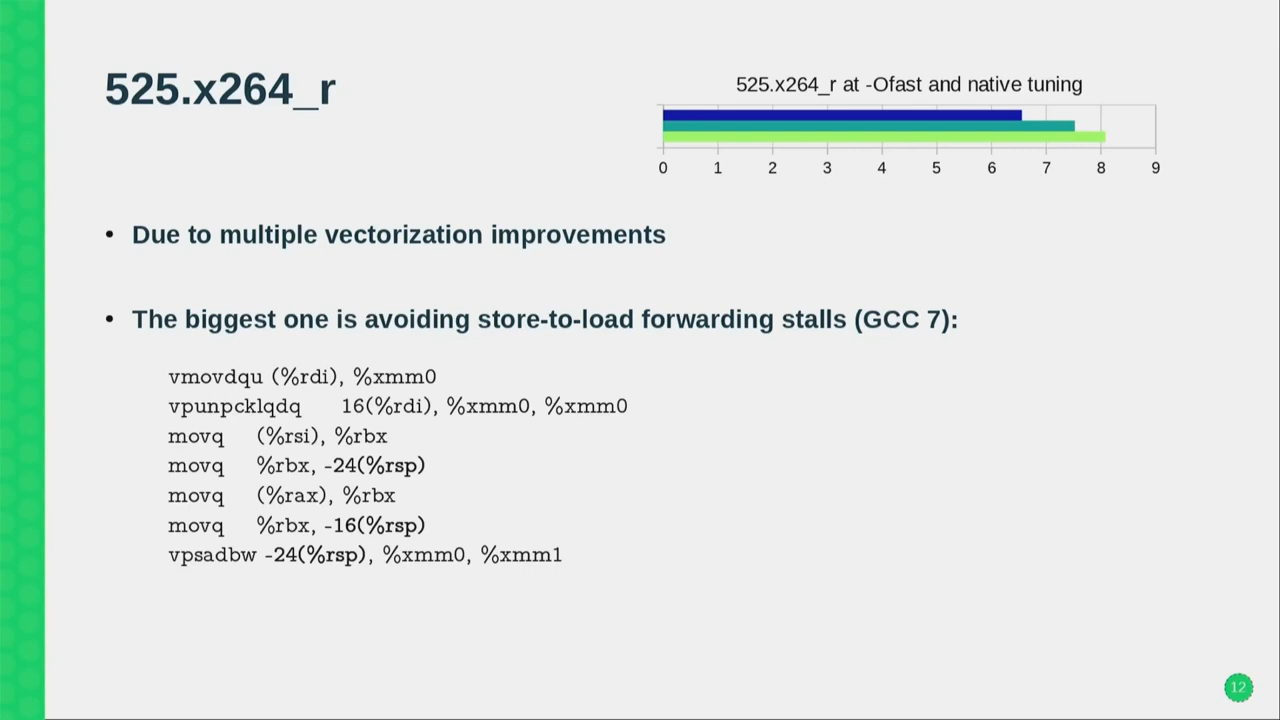 525.x264_r
525.x264_r at -Ofast and native tuning
0 1 2 3 4 5 6 7 8 9
• Due to multiple vectorization improvements
• The biggest one is avoiding store-to-load forwarding stalls (GCC 7):
vmovdqu (%rdi), %xmm0
vpunpcklqdq 16(%rdi), %xmm0, %xmm0
movq (%rsi), %rbx
movq %rbx, -24(%rsp)
movq (%rax), %rbx
movq %rbx, -16(%rsp)
vpsadbw -24(%rsp), %xmm0, %xmm1
12